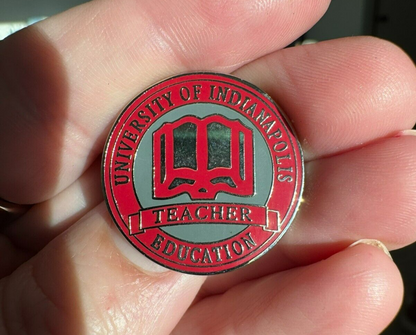 UNIVERSITY OF INDIANAPOLIS
TEACHER
EDUCATION